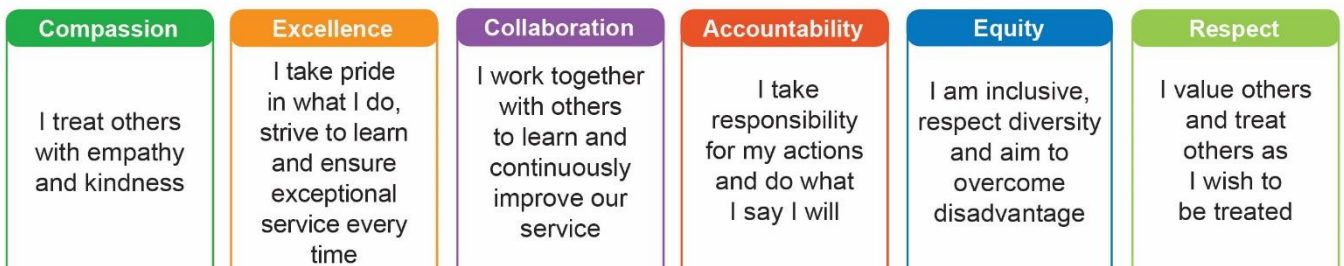 Compassion
I treat others
with empathy
and kindness
Excellence
I take pride
in what I do,
strive to learn
and ensure
exceptional
service every
time
Collaboration
I work together
with others
to learn and
continuously
improve our
service
Accountability
I take
responsibility
for my actions
and do what
I say I will
Equity
I am inclusive,
respect diversity
and aim to
overcome
disadvantage
Respect
I value others
and treat
others as
I wish to
be treated